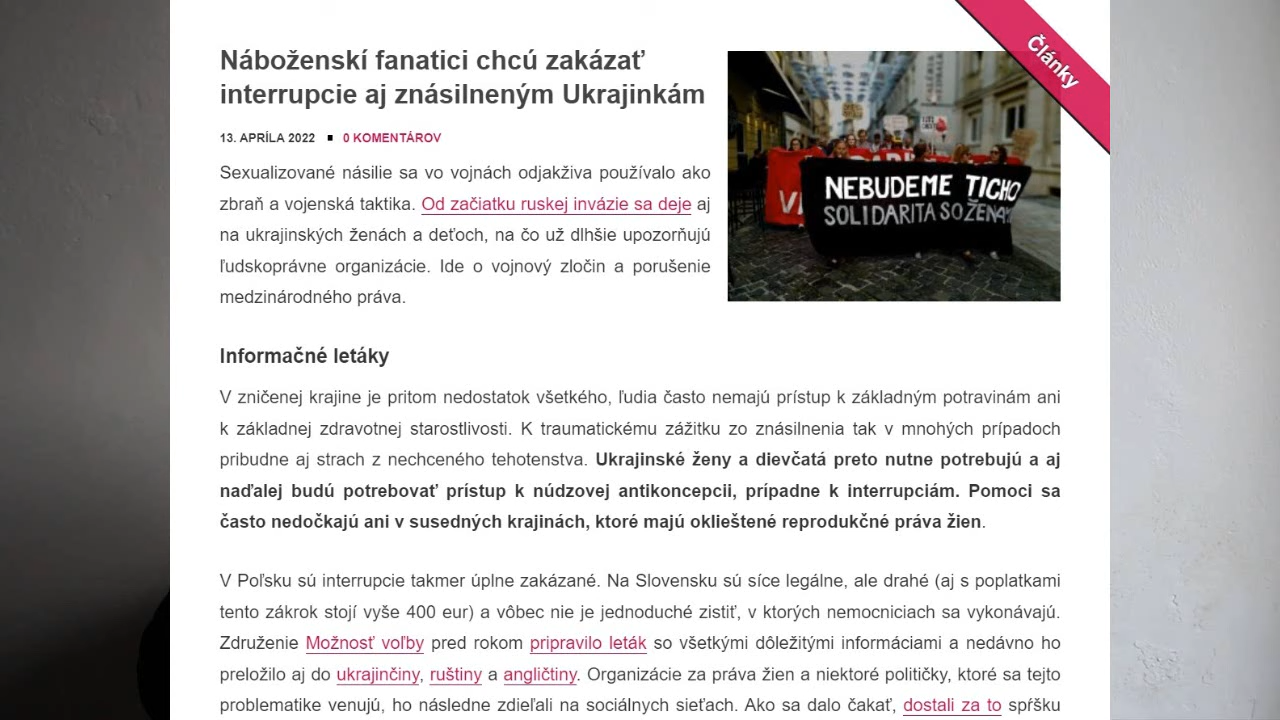 Články
Náboženskí fanatici chcú zakázať
interrupcie aj znásilneným Ukrajinkám
13. APRÍLA 2022 ▪ 0 KOMENTÁROV
NEBUDEME TICHO
SOLIDARITA SO ŽENAMI
Sexualizované násilie sa vo vojnách odjakživa používalo ako
zbraň a vojenská taktika. Od začiatku ruskej invázie sa deje aj
na ukrajinských ženách a deťoch, na čo už dlhšie upozorňujú
ľudskoprávne organizácie. Ide o vojnový zločin a porušenie
medzinárodného práva.
Informačné letáky
V zničenej krajine je pritom nedostatok všetkého, ľudia často nemajú prístup k základným potravinám ani
k základnej zdravotnej starostlivosti. K traumatickému zážitku zo znásilnenia tak v mnohých prípadoch
pribudne aj strach z nechceného tehotenstva. Ukrajinské ženy a dievčatá preto nutne potrebujú a aj
naďalej budú potrebovať prístup k núdzovej antikoncepcii, prípadne k interrupciám. Pomoci sa
často nedočkajú ani v susedných krajinách, ktoré majú oklieštené reprodukčné práva žien.
V Poľsku sú interrupcie takmer úplne zakázané. Na Slovensku sú síce legálne, ale drahé (aj s poplatkami
tento zákrok stojí vyše 400 eur) a vôbec nie je jednoduché zistiť, v ktorých nemocniciach sa vykonávajú.
Združenie Možnosť voľby pred rokom pripravilo leták so všetkými dôležitými informáciami a nedávno ho
preložilo aj do ukrajinčiny, ruštiny a angličtiny. Organizácie za práva žien a niektoré političky, ktoré sa tejto
problematike venujú, ho následne zdieľali na sociálnych sieťach. Ako sa dalo čakať, dostali za to spŕšku